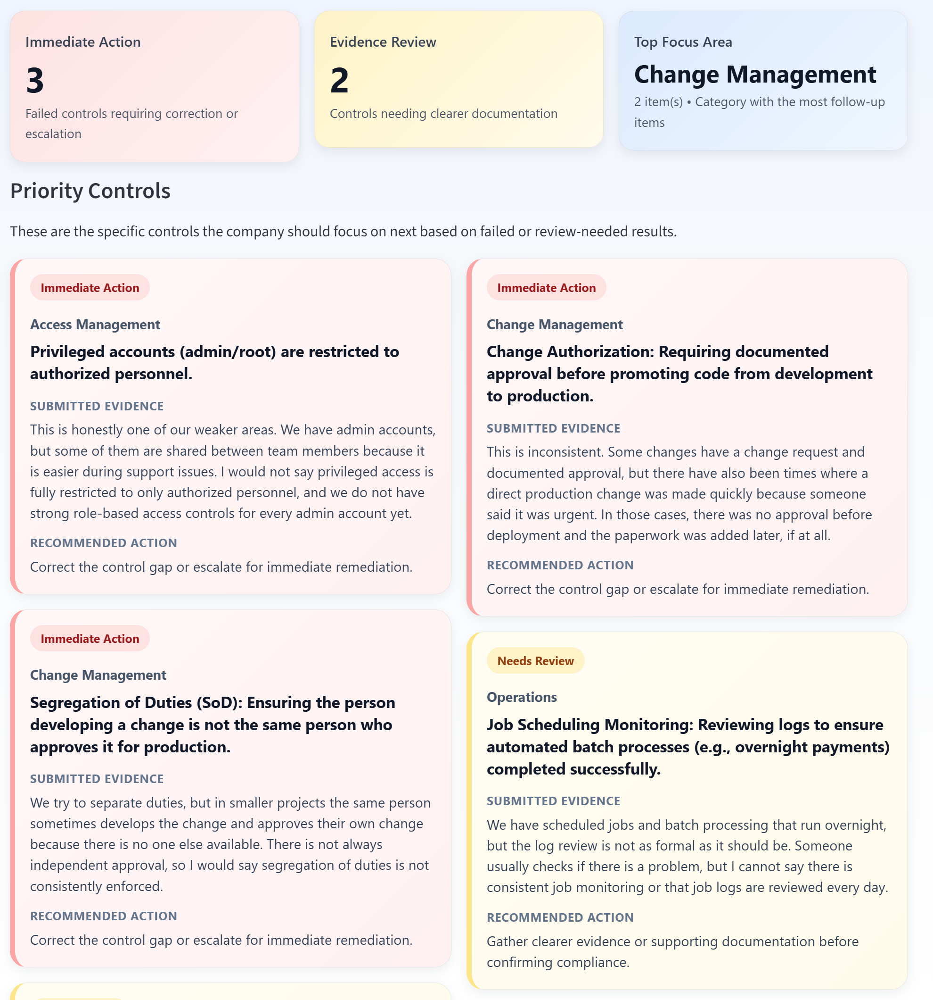 Immediate Action
3
Failed controls requiring correction or
escalation
Evidence Review
2
Controls needing clearer documentation
Top Focus Area
Change Management
2 item(s) • Category with the most follow-up
items
Priority Controls
These are the specific controls the company should focus on next based on failed or review-needed results.
Immediate Action
Access Management
Privileged accounts (admin/root) are restricted to
authorized personnel.
SUBMITTED EVIDENCE
This is honestly one of our weaker areas. We have admin accounts,
but some of them are shared between team members because it
is easier during support issues. I would not say privileged access is
fully restricted to only authorized personnel, and we do not have
strong role-based access controls for every admin account yet.
RECOMMENDED ACTION
Correct the control gap or escalate for immediate remediation.
Immediate Action
Change Management
Change Authorization: Requiring documented
approval before promoting code from development
to production.
SUBMITTED EVIDENCE
This is inconsistent. Some changes have a change request and
documented approval, but there have also been times where a
direct production change was made quickly because someone
said it was urgent. In those cases, there was no approval before
deployment and the paperwork was added later, if at all.
RECOMMENDED ACTION
Correct the control gap or escalate for immediate remediation.
Immediate Action
Change Management
Segregation of Duties (SoD): Ensuring the person
developing a change is not the same person who
approves it for production.
SUBMITTED EVIDENCE
We try to separate duties, but in smaller projects the same person
sometimes develops the change and approves their own change
because there is no one else available. There is not always
independent approval, so I would say segregation of duties is not
consistently enforced.
RECOMMENDED ACTION
Correct the control gap or escalate for immediate remediation.
Needs Review
Operations
Job Scheduling Monitoring: Reviewing logs to ensure
automated batch processes (e.g., overnight payments)
completed successfully.
SUBMITTED EVIDENCE
We have scheduled jobs and batch processing that run overnight,
but the log review is not as formal as it should be. Someone
usually checks if there is a problem, but I cannot say there is
consistent job monitoring or that job logs are reviewed every day.
RECOMMENDED ACTION
Gather clearer evidence or supporting documentation before
confirming compliance.